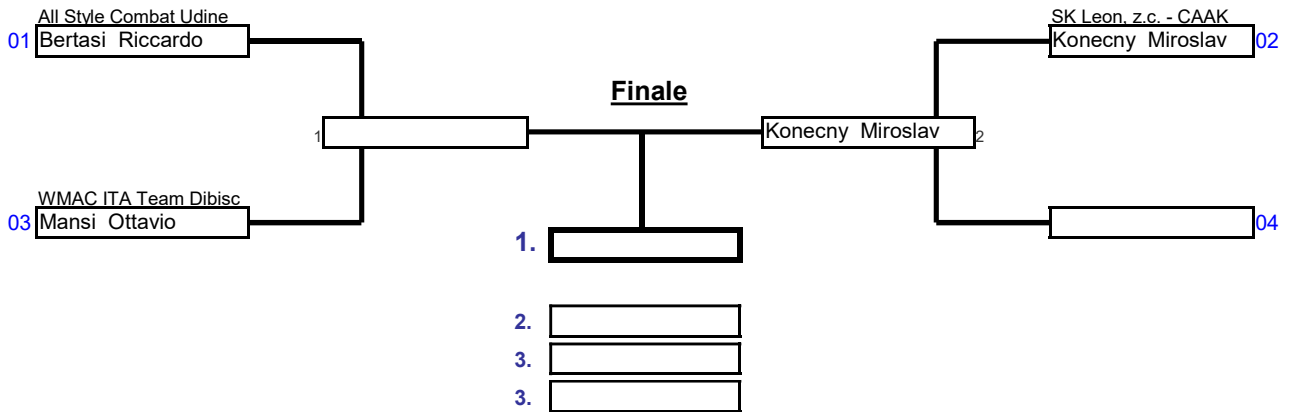 All Style Combat Udine
01 Bertasi Riccardo
SK Leon, z.c. - CAAK
Konecny Miroslav 02
Finale
1
Konecny Miroslav 2
WMAC ITA Team Dibisc
03 Mansi Ottavio
04
1.
2.
3.
3.